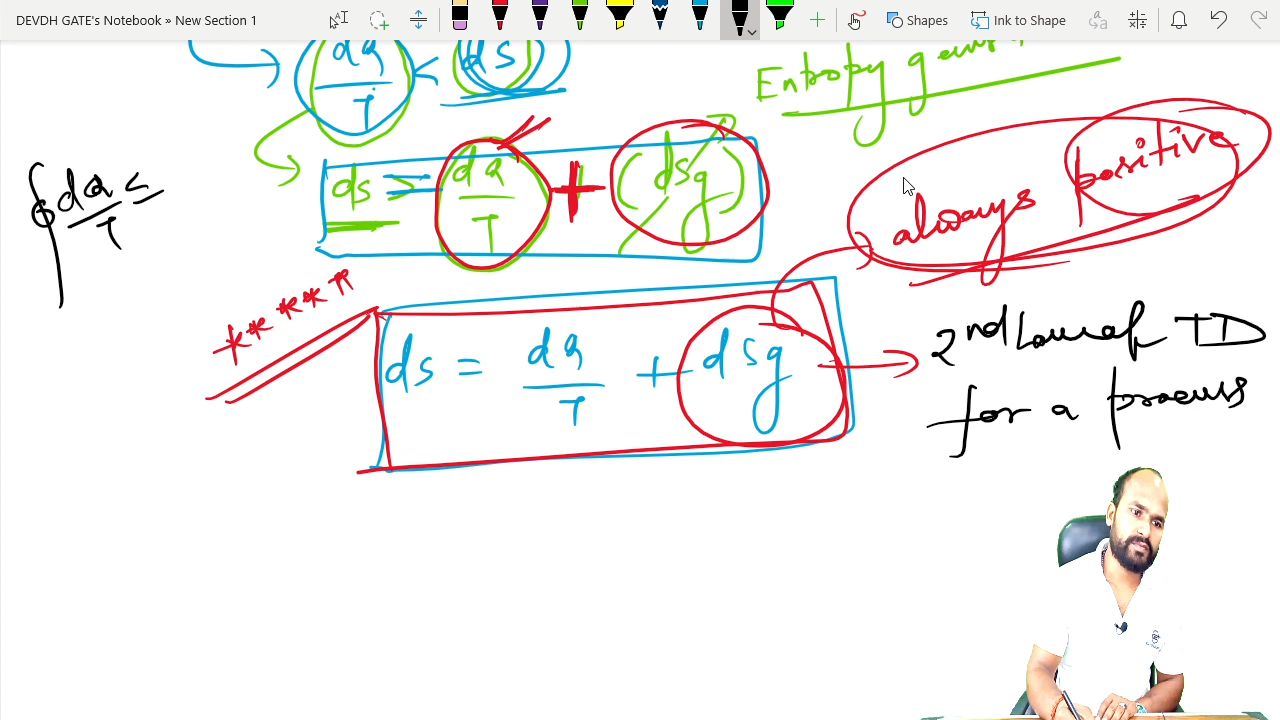 DEVDH GATE's Notebook » New Section 1
Shapes Ink to Shape
dQ/T < ds
Entropy
ds = dQ/T + (dsg)
always positive
∮ dQ/T ≤
****
ds = dQ/T + dsg
2nd Law of TD
for a process